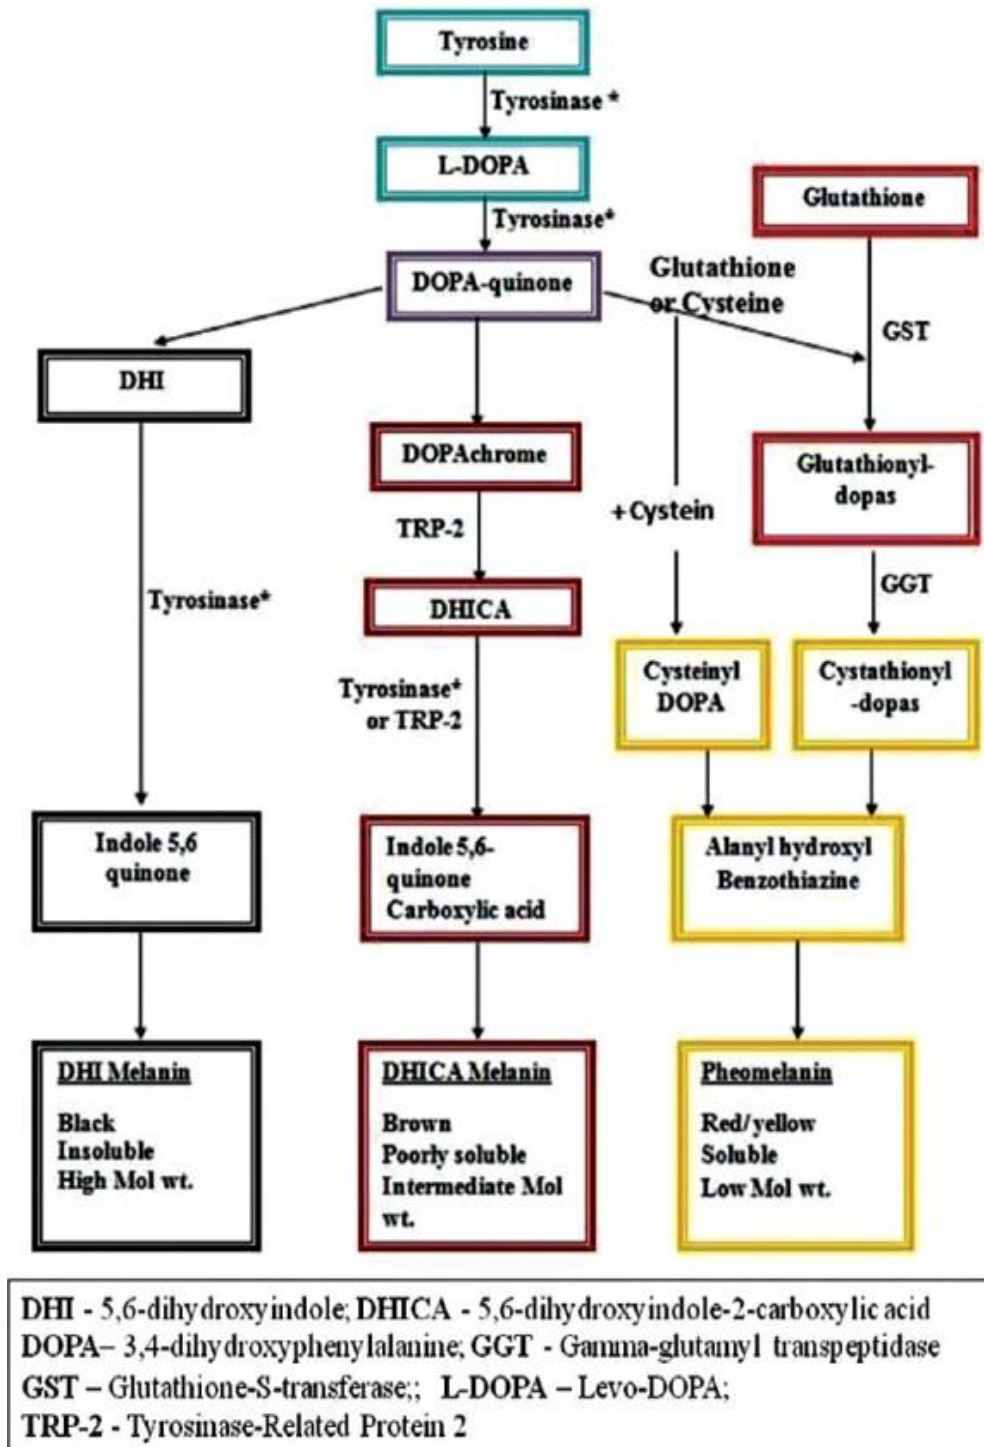 Tyrosine
Tyrosinase *
L-DOPA
Tyrosinase*
DOPA-quinone
Glutathione
Glutathione
or Cysteine
GST
DHI
DOPAchrome
TRP-2
+Cystein
Glutathionyl-
dopas
GGT
Tyrosinase*
DHICA
Tyrosinase*
or TRP-2
Cysteinyl
DOPA
Cystathionyl
-dopas
Indole 5,6
quinone
Indole 5,6-
quinone
Carboxylic acid
Alanyl hydroxyl
Benzothiazine
DHI Melanin
Black
Insoluble
High Mol wt.
DHICA Melanin
Brown
Poorly soluble
Intermediate Mol
wt.
Pheomelanin
Red/yellow
Soluble
Low Mol wt.
DHI - 5,6-dihydroxyindole; DHICA - 5,6-dihydroxyindole-2-carboxylic acid
DOPA– 3,4-dihydroxyphenylalanine; GGT - Gamma-glutamyl transpeptidase
GST – Glutathione-S-transferase;; L-DOPA – Levo-DOPA;
TRP-2 - Tyrosinase-Related Protein 2